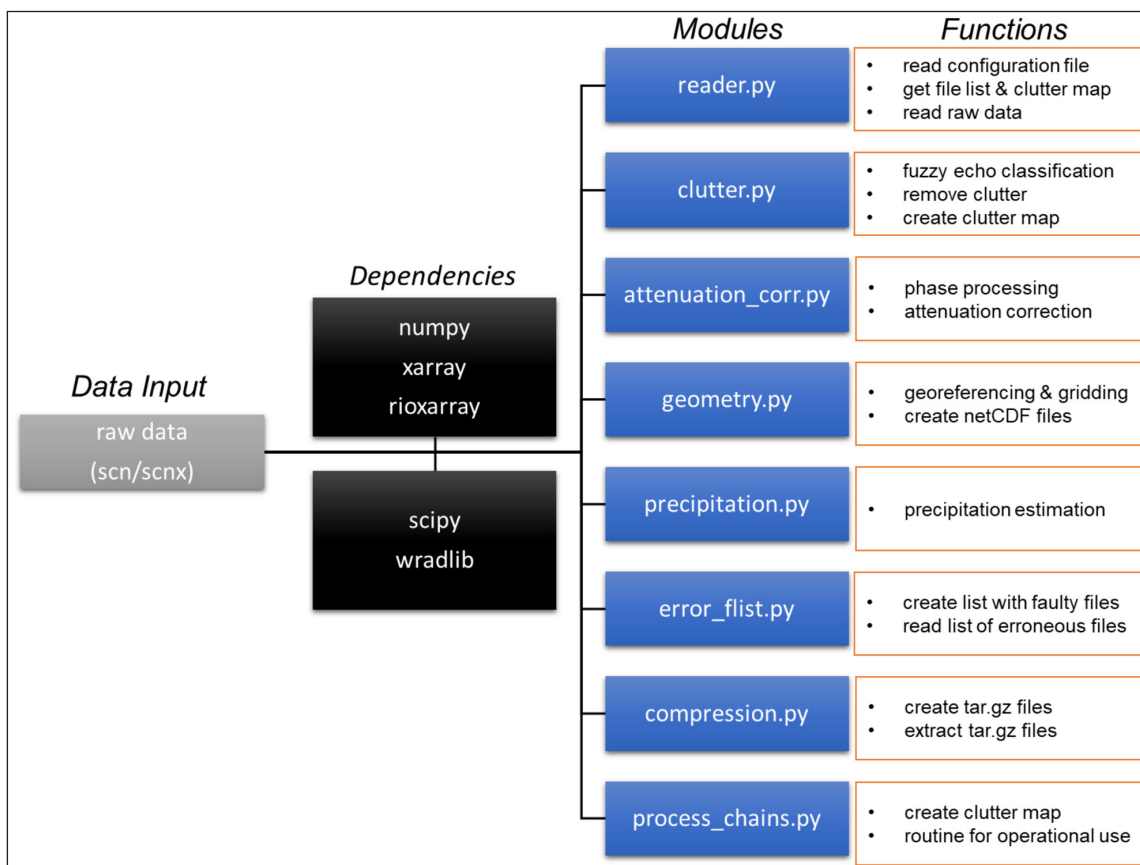 Modules
Functions
reader.py
• read configuration file
• get file list & clutter map
• read raw data
clutter.py
• fuzzy echo classification
• remove clutter
• create clutter map
Dependencies
numpy
xarray
rioxarray
attenuation_corr.py
• phase processing
• attenuation correction
Data Input
raw data
(scn/scnx)
geometry.py
• georeferencing & gridding
• create netCDF files
scipy
wradlib
precipitation.py
• precipitation estimation
error_flist.py
• create list with faulty files
• read list of erroneous files
compression.py
• create tar.gz files
• extract tar.gz files
process_chains.py
• create clutter map
• routine for operational use